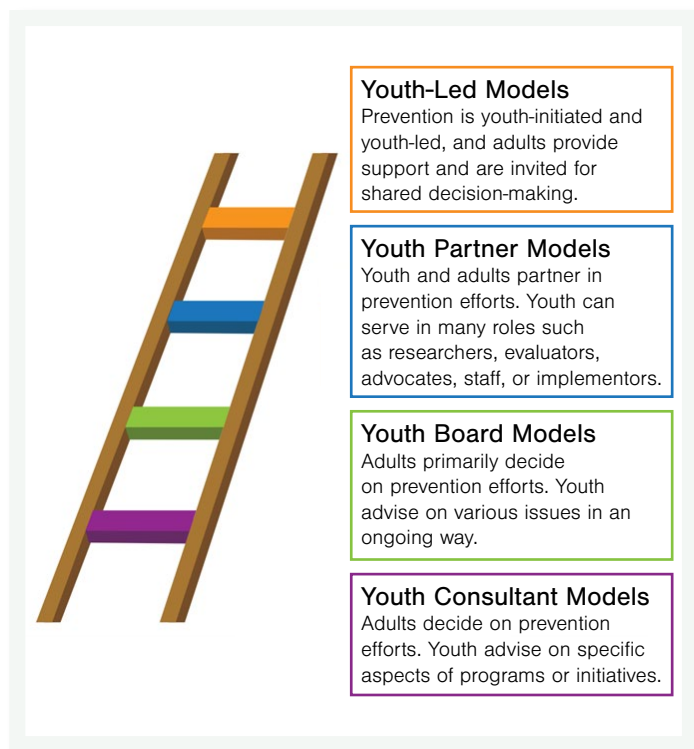 Youth-Led Models
Prevention is youth-initiated and
youth-led, and adults provide
support and are invited for
shared decision-making.
Youth Partner Models
Youth and adults partner in
prevention efforts. Youth can
serve in many roles such
as researchers, evaluators,
advocates, staff, or implementors.
Youth Board Models
Adults primarily decide
on prevention efforts. Youth
advise on various issues in an
ongoing way.
Youth Consultant Models
Adults decide on prevention
efforts. Youth advise on specific
aspects of programs or initiatives.